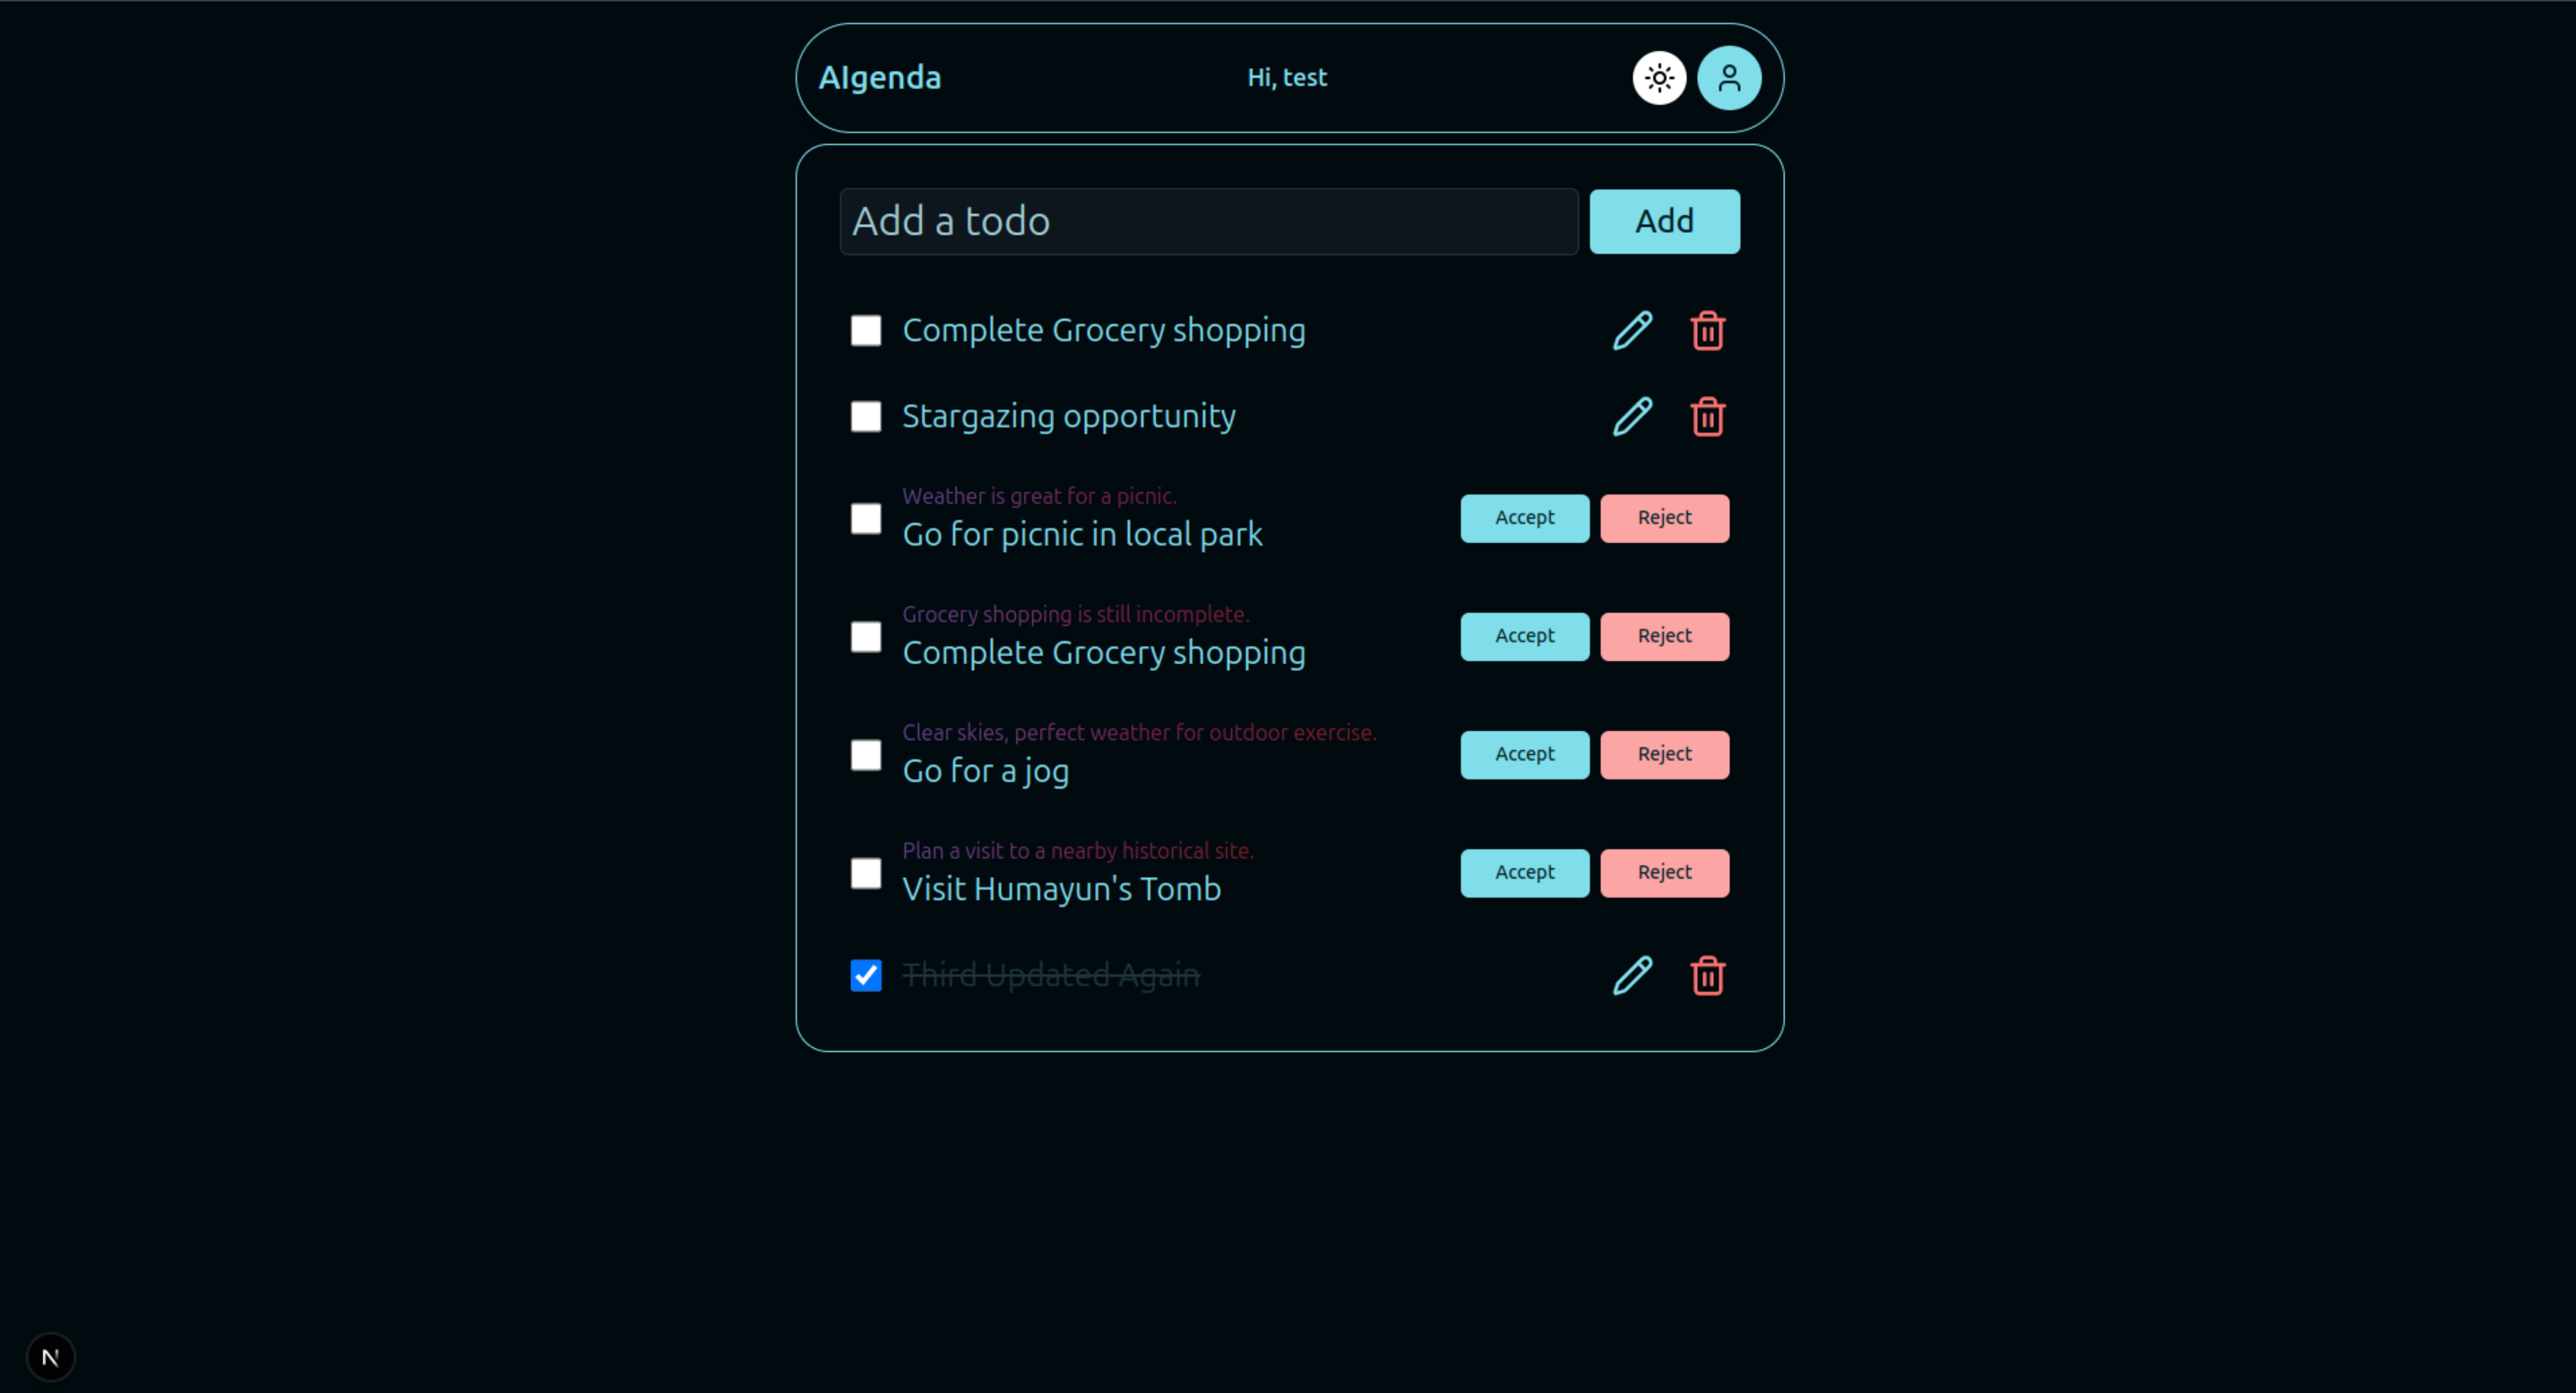 AIgenda
Hi, test
Add a todo
Add
Complete Grocery shopping
Stargazing opportunity
Weather is great for a picnic.
Go for picnic in local park
Accept
Reject
Grocery shopping is still incomplete.
Complete Grocery shopping
Accept
Reject
Clear skies, perfect weather for outdoor exercise.
Go for a jog
Accept
Reject
Plan a visit to a nearby historical site.
Visit Humayun's Tomb
Accept
Reject
Third Updated Again
N